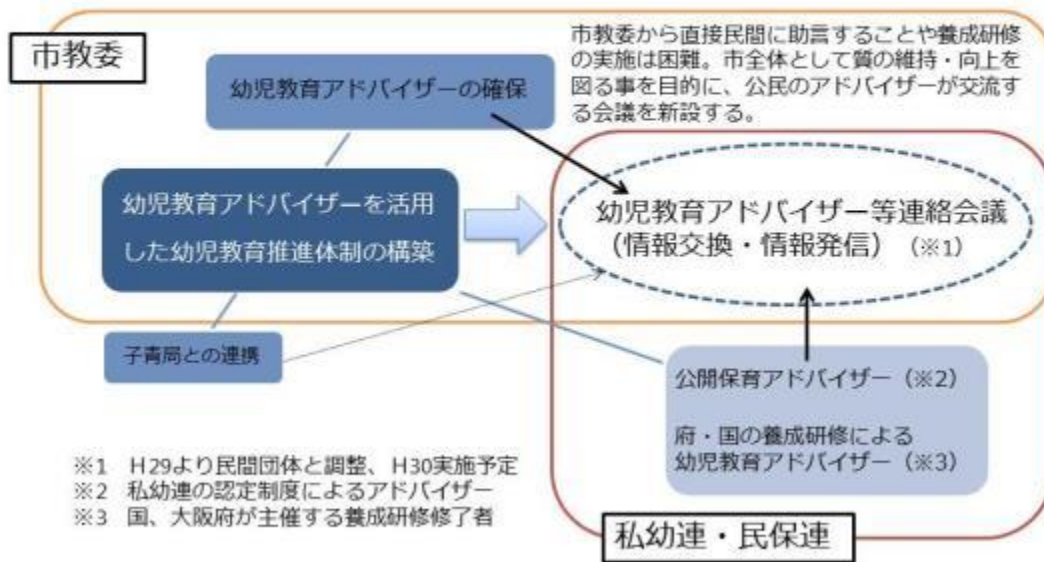 市教委
市教委から直接民間に助言することや養成研修
の実施は困難。市全体として質の維持・向上を
図る事を目的に、公民のアドバイザーが交流す
る会議を新設する。
幼児教育アドバイザーの確保
幼児教育アドバイザーを活用
した幼児教育推進体制の構築
幼児教育アドバイザー等連絡会議
（情報交換・情報発信）（※1）
子青局との連携
公開保育アドバイザー（※2）
府・国の養成研修による
幼児教育アドバイザー（※3）
※1　H29より民間団体と調整、H30実施予定
※2　私幼連の認定制度によるアドバイザー
※3　国、大阪府が主催する養成研修修了者
私幼連・民保連